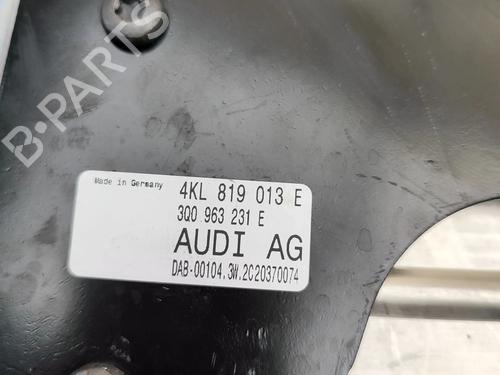 B-PARTS
Made in Germany
4KL 819 013 E
3Q0 963 231 E
AUDI AG
DAB-00104.3W.2C20370074